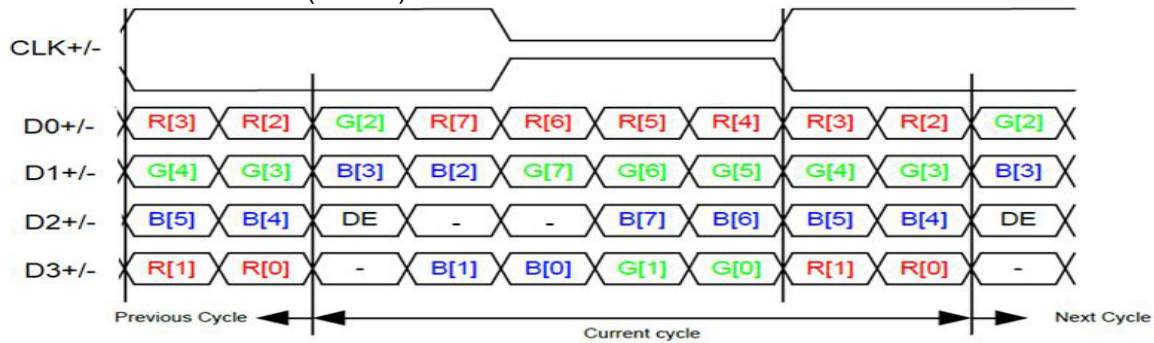 CLK+/-
D0+/- R[3] R[2] G[2] R[7] R[6] R[5] R[4] R[3] R[2] G[2]
D1+/- G[4] G[3] B[3] B[2] G[7] G[6] G[5] G[4] G[3] B[3]
D2+/- B[5] B[4] DE - - B[7] B[6] B[5] B[4] DE
D3+/- R[1] R[0] - B[1] B[0] G[1] G[0] R[1] R[0] -
Previous Cycle Current cycle Next Cycle